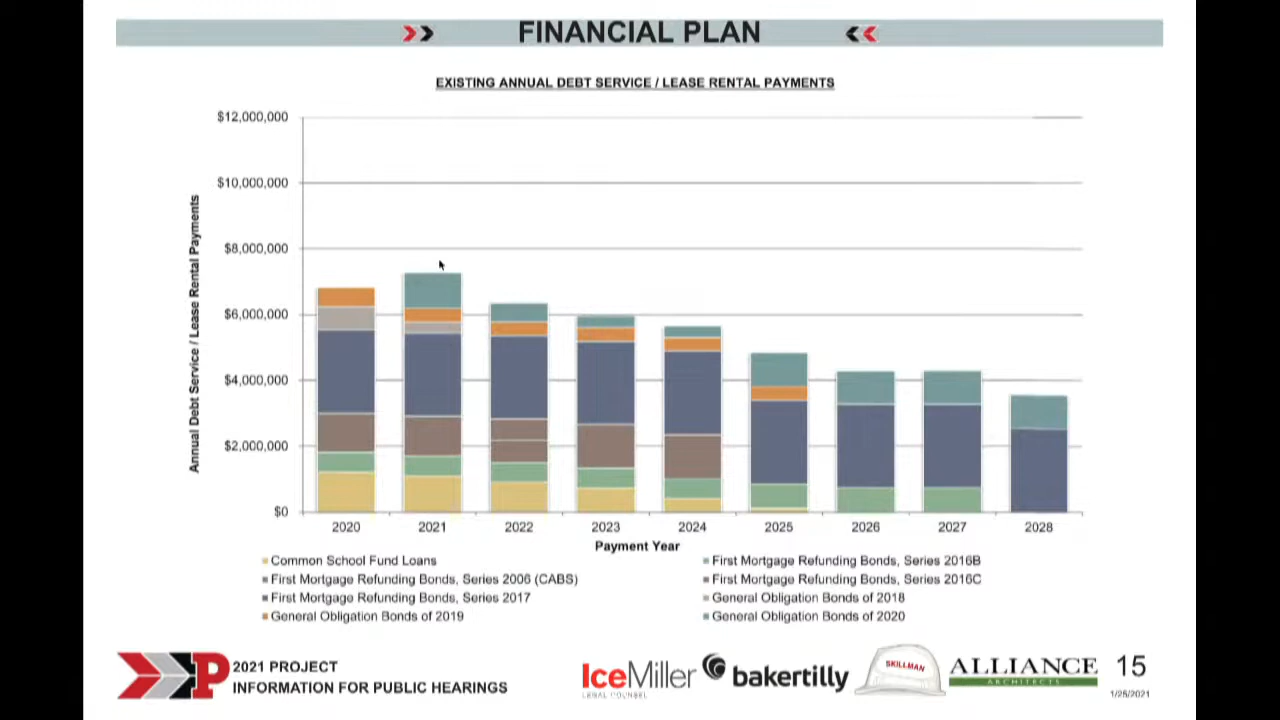 FINANCIAL PLAN
EXISTING ANNUAL DEBT SERVICE / LEASE RENTAL PAYMENTS
Annual Debt Service / Lease Rental Payments
$12,000,000
$10,000,000
$8,000,000
$6,000,000
$4,000,000
$2,000,000
$0
2020 2021 2022 2023 2024 2025 2026 2027 2028
Payment Year
Common School Fund Loans
First Mortgage Refunding Bonds, Series 2016B
First Mortgage Refunding Bonds, Series 2006 (CABS)
First Mortgage Refunding Bonds, Series 2016C
First Mortgage Refunding Bonds, Series 2017
General Obligation Bonds of 2018
General Obligation Bonds of 2019
General Obligation Bonds of 2020
P
2021 PROJECT
INFORMATION FOR PUBLIC HEARINGS
IceMiller
LEGAL COUNSEL
bakertilly
SKILLMAN
ALLIANCE
ARCHITECTS
15
1/25/2021